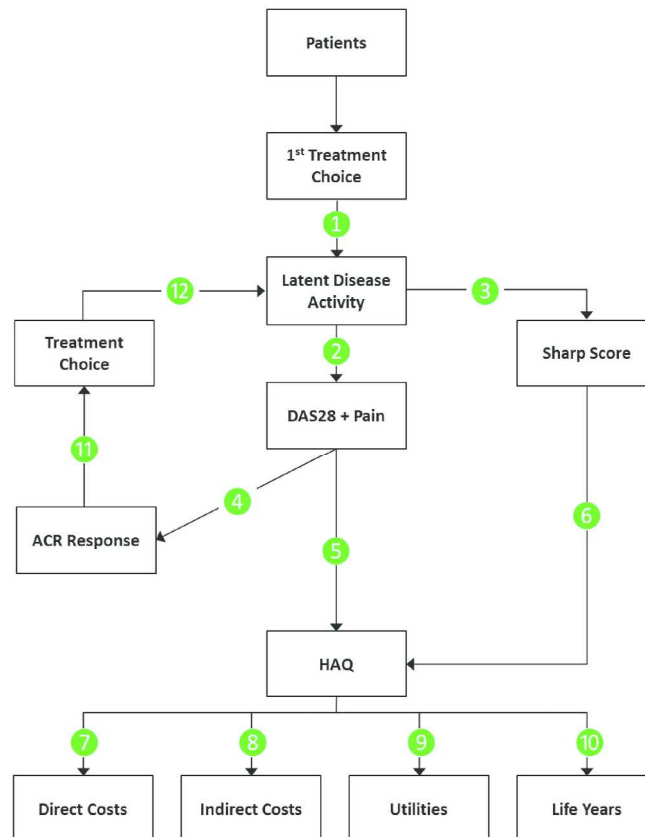 Patients
1st Treatment
Choice
1
Latent Disease
Activity
12
3
Treatment
Choice
2
Sharp Score
DAS28 + Pain
11
4
ACR Response
5
6
HAQ
7
8
9
10
Direct Costs
Indirect Costs
Utilities
Life Years